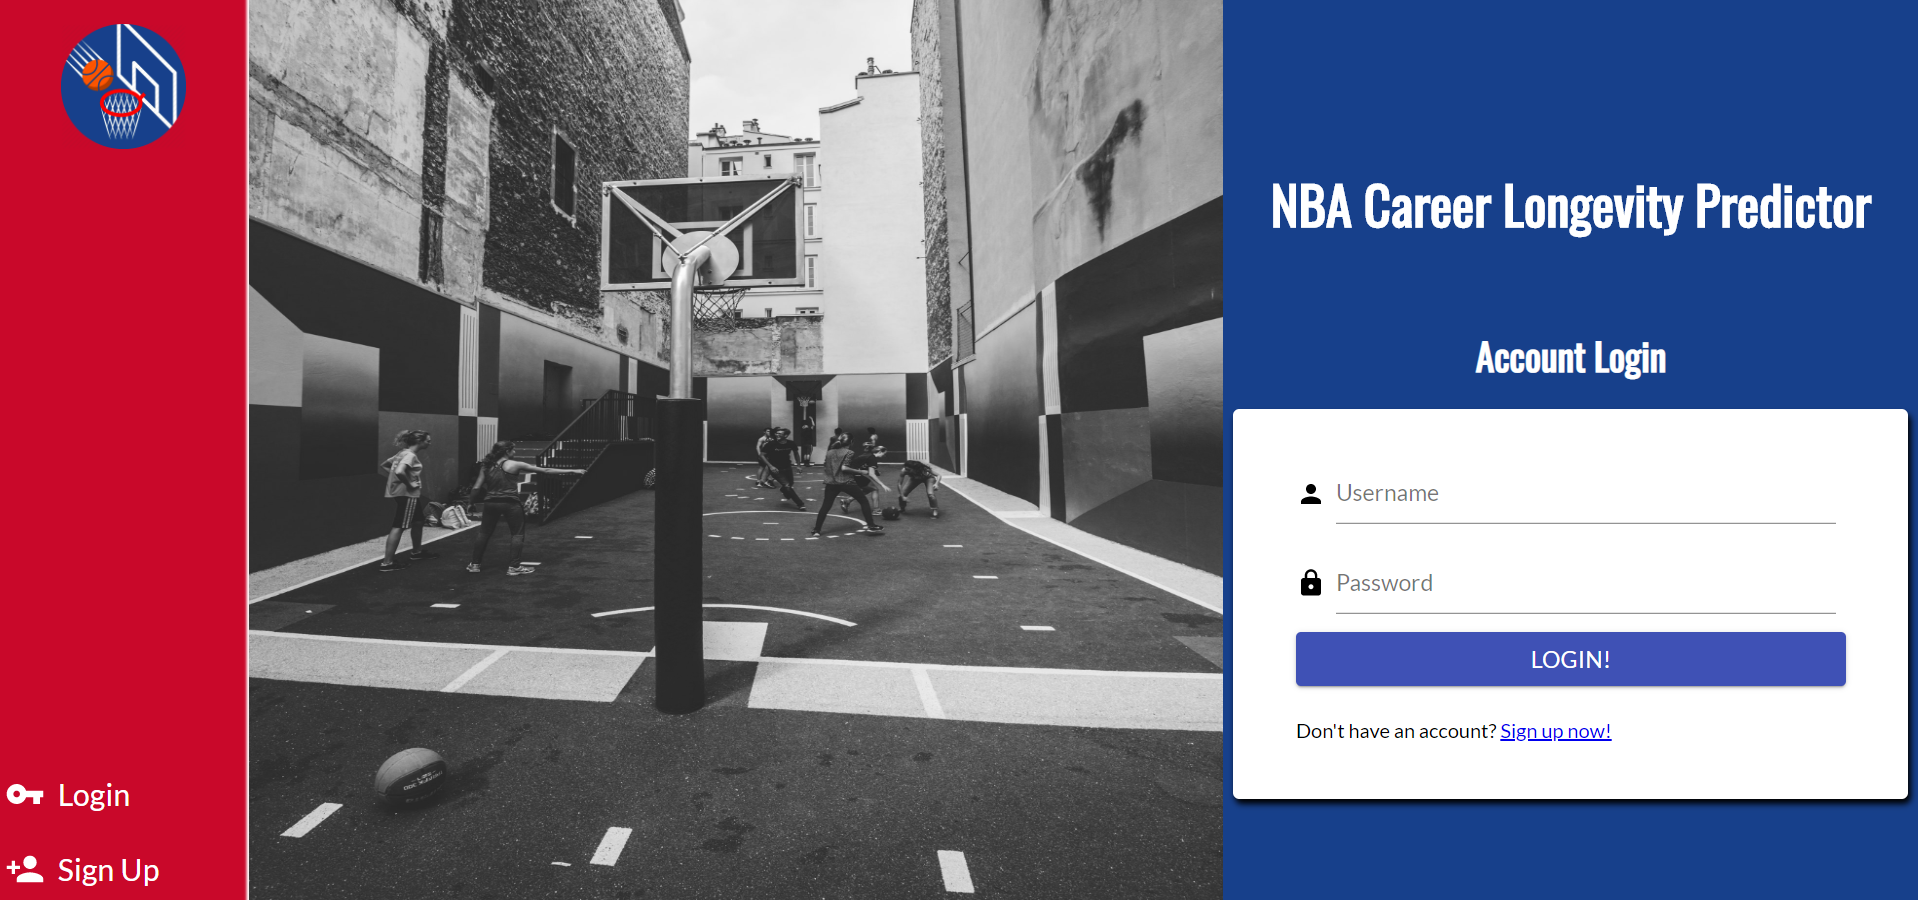 NBA Career Longevity Predictor
Account Login
Username
Password
LOGIN!
Don't have an account? Sign up now!
Login
Sign Up